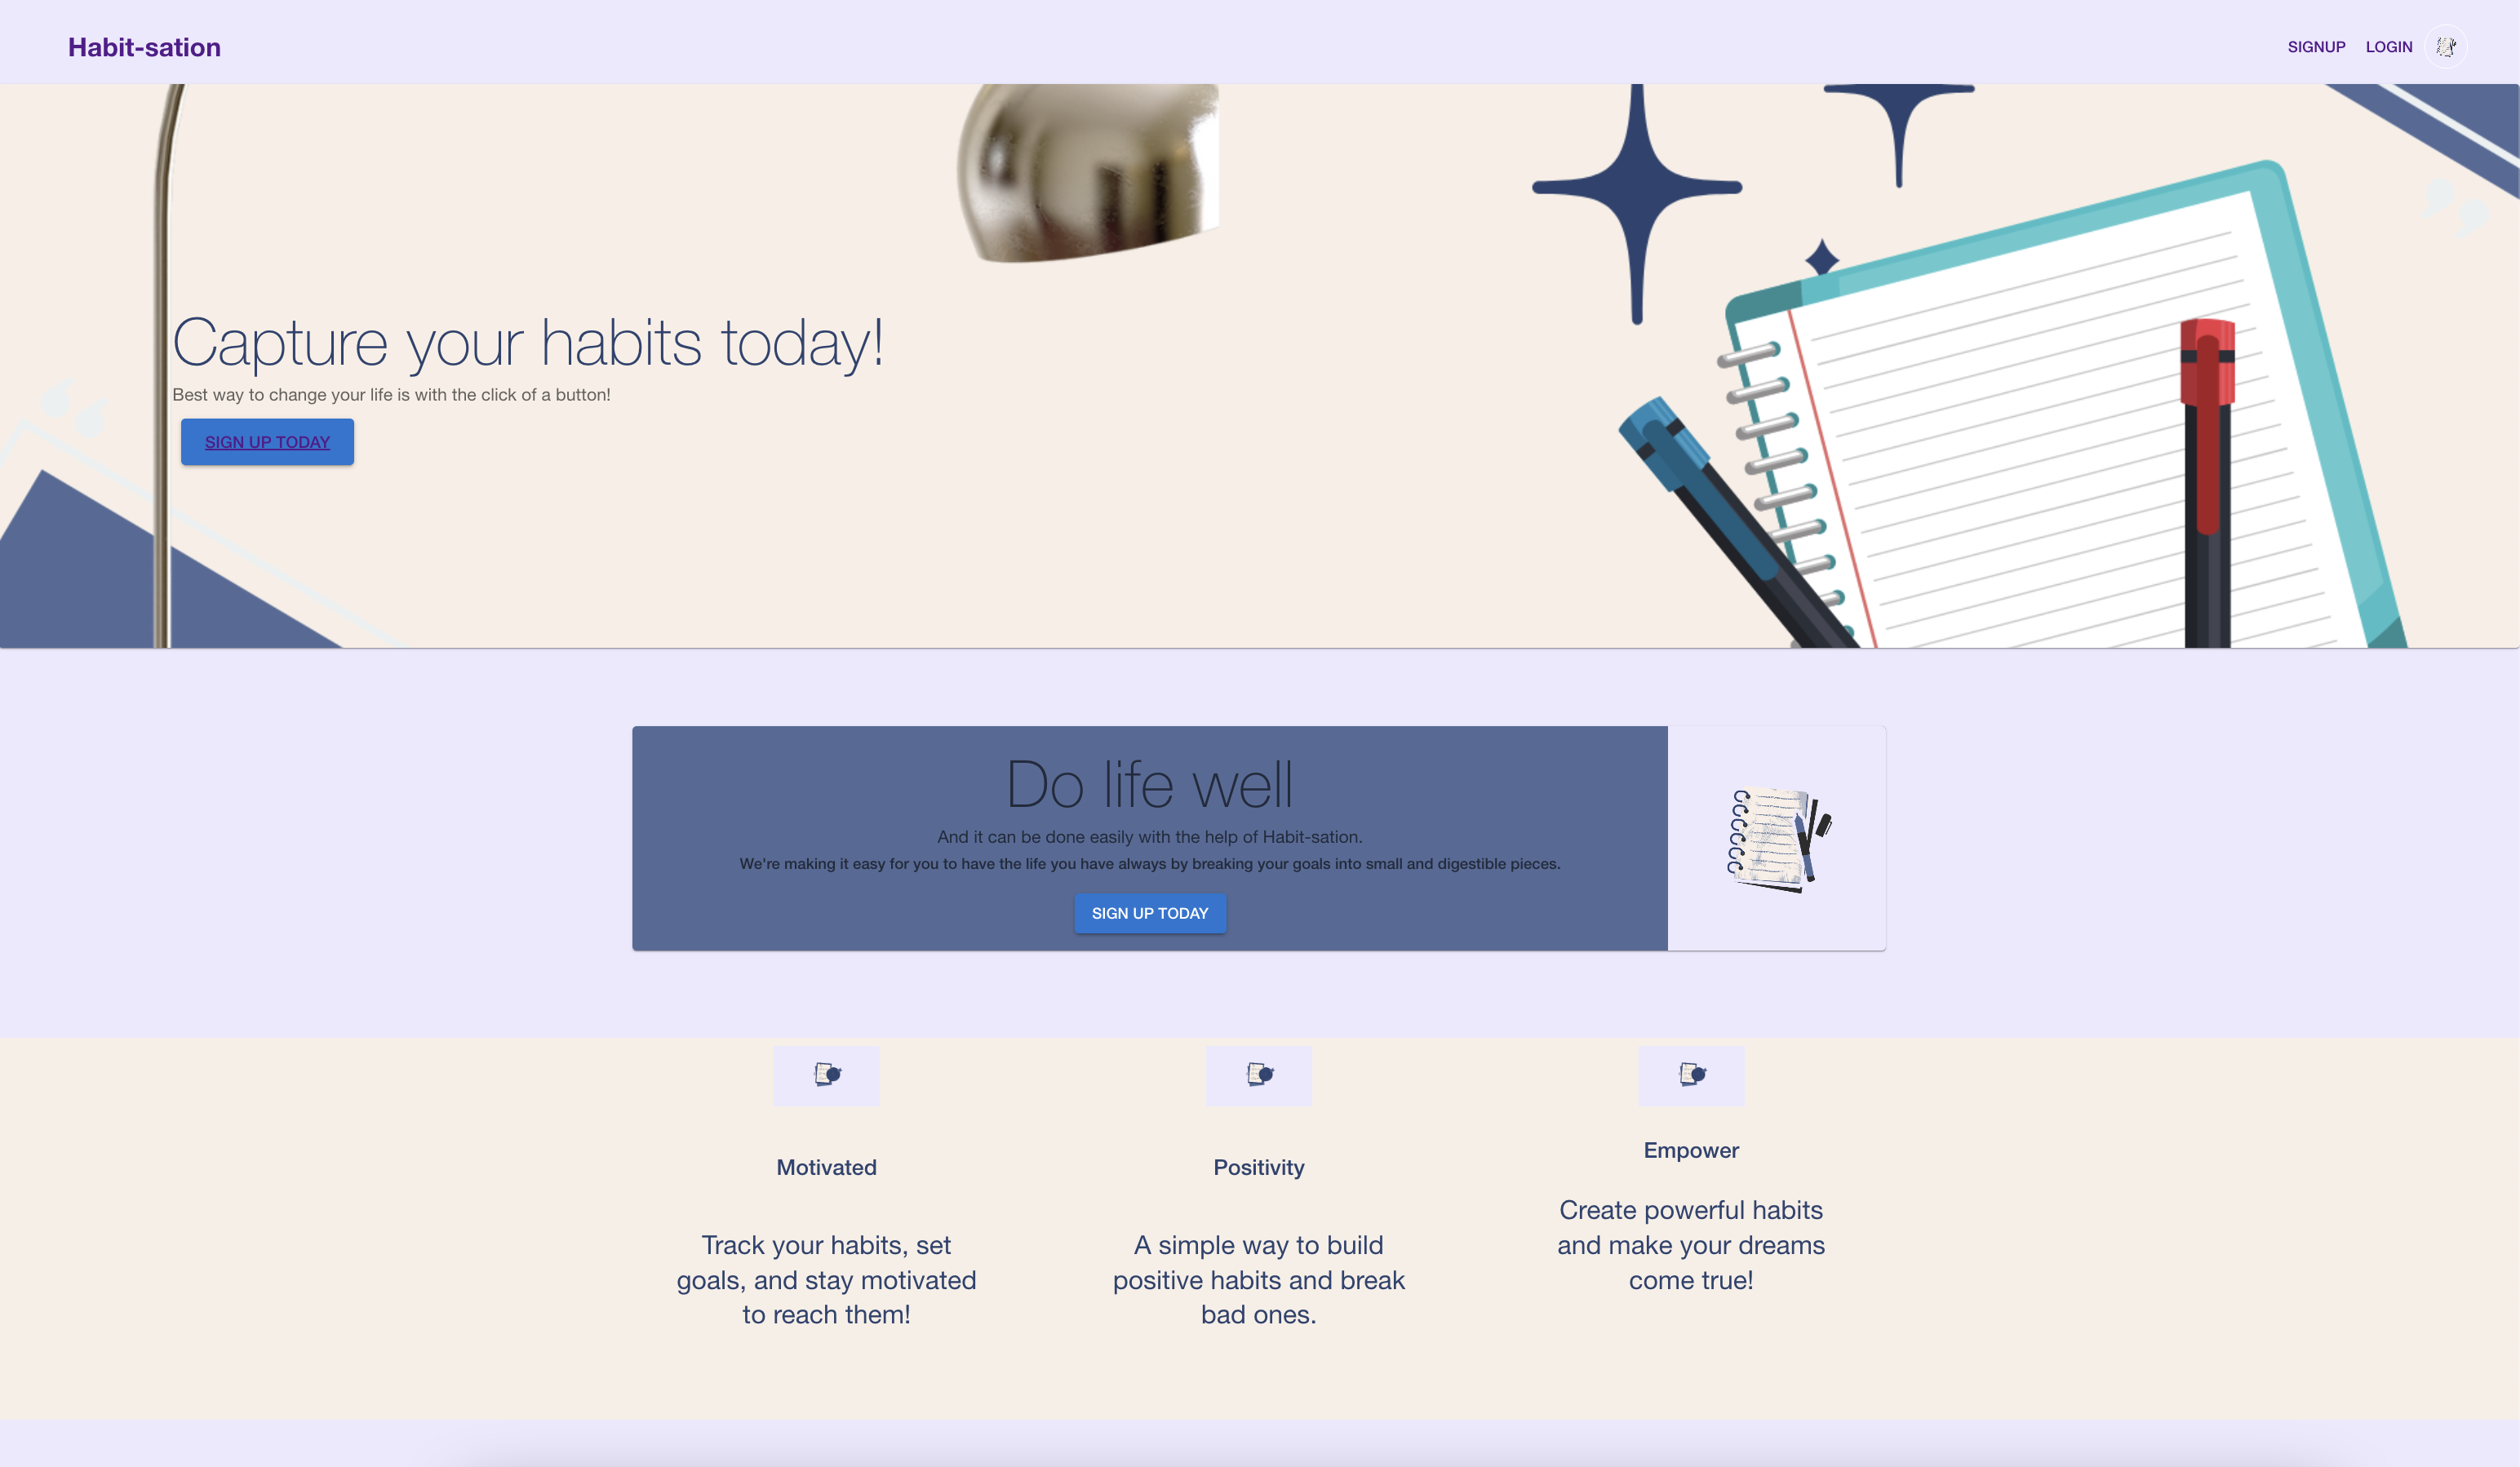 Habit-sation
SIGNUP LOGIN
Capture your habits today!
Best way to change your life is with the click of a button!
SIGN UP TODAY
Do life well
And it can be done easily with the help of Habit-sation.
We're making it easy for you to have the life you have always by breaking your goals into small and digestible pieces.
SIGN UP TODAY
Motivated
Track your habits, set
goals, and stay motivated
to reach them!
Positivity
A simple way to build
positive habits and break
bad ones.
Empower
Create powerful habits
and make your dreams
come true!